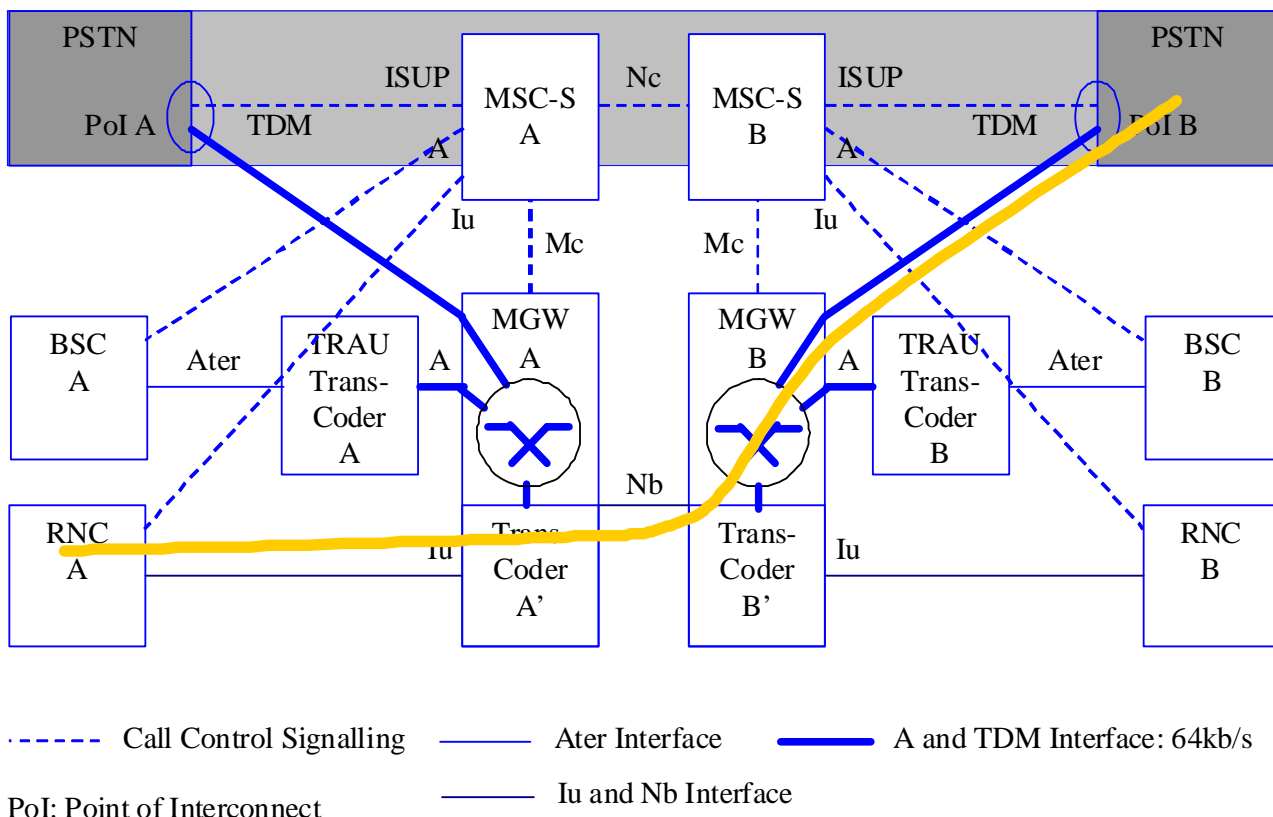 PSTN
PSTN
ISUP
Nc
ISUP
MSC-S
A
MSC-S
B
PoI A
TDM
TDM
PoI B
A
A
Iu
Iu
Mc
Mc
MGW
A
MGW
B
BSC
A
Ater
TRAU
Trans-
Coder
A
A
A
TRAU
Trans-
Coder
B
Ater
BSC
B
Nb
RNC
A
Iu
Trans-
Coder
A’
Trans-
Coder
B’
Iu
RNC
B
Call Control Signalling
Ater Interface
A and TDM Interface: 64kb/s
PoI: Point of Interconnect
Iu and Nb Interface